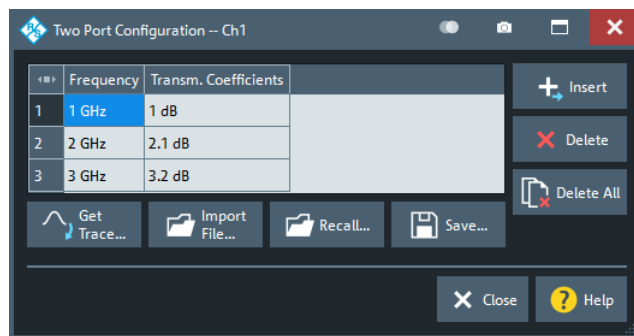 R&S Two Port Configuration -- Ch1
Frequency Transm. Coefficients
1 1 GHz 1 dB
2 2 GHz 2.1 dB
3 3 GHz 3.2 dB
Insert
Delete
Delete All
Get
Trace...
Import
File...
Recall...
Save...
Close
? Help